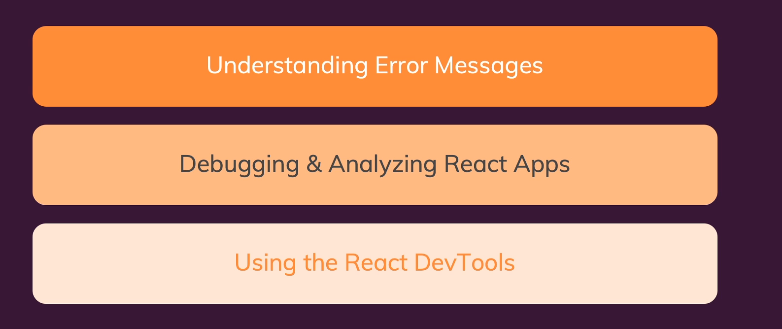 Understanding Error Messages
Debugging & Analyzing React Apps
Using the React DevTools